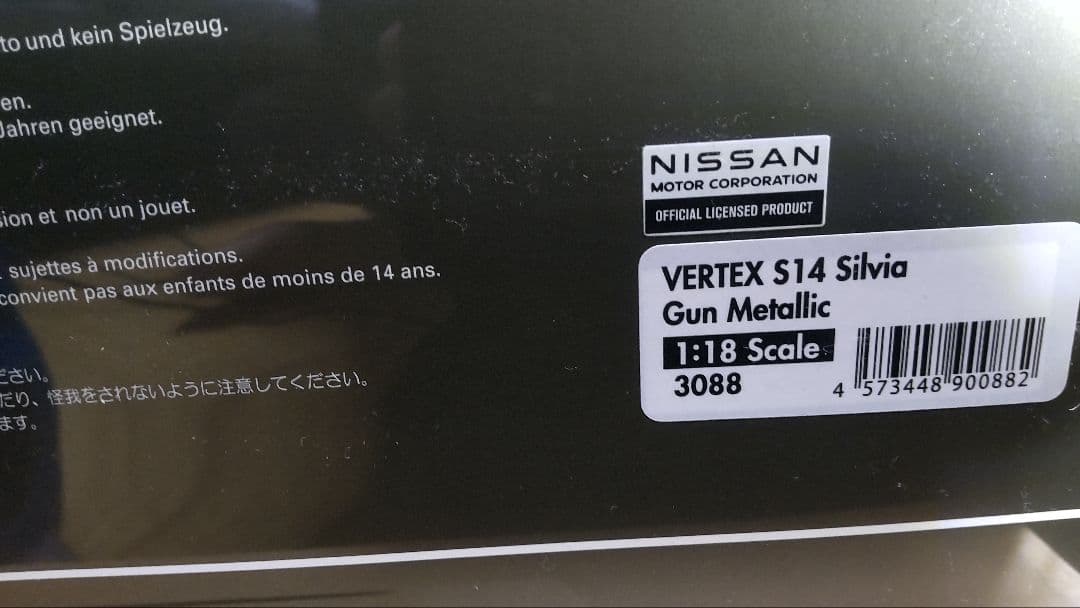 to und kein Spielzeug.
en.
Jahren geeignet.
sion et non un jouet.
sujettes à modifications.
convient pas aux enfants de moins de 14 ans.
ださい。
だり、怪我をされないように注意してください。
ます。
NISSAN
MOTOR CORPORATION
OFFICIAL LICENSED PRODUCT
VERTEX S14 Silvia
Gun Metallic
1:18 Scale
3088
4 573448 900882